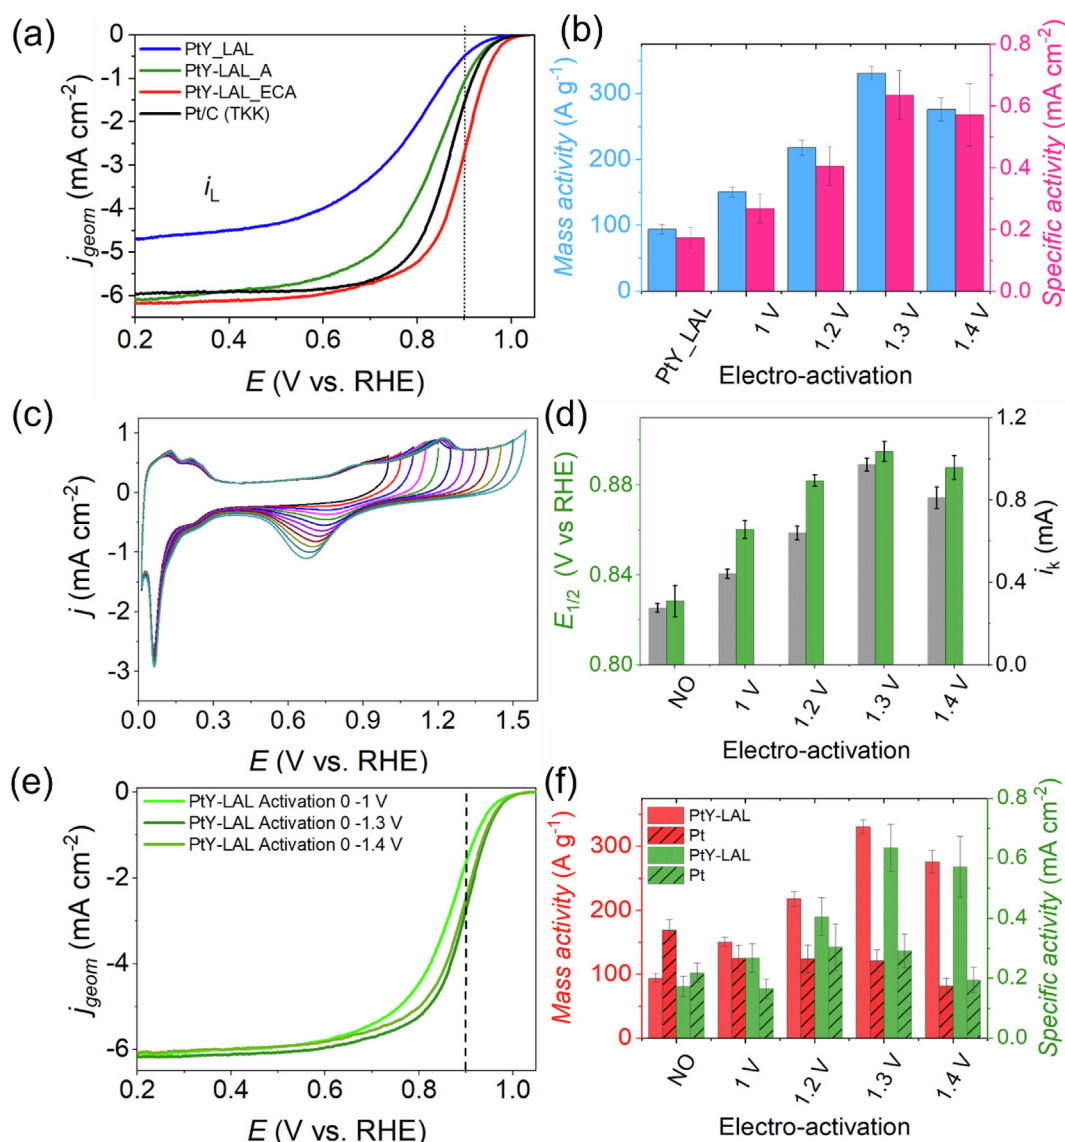 (a)
0
-1
-2
-3
-4
-5
-6
j_geom (mA cm⁻²)
PtY_LAL
PtY-LAL_A
PtY-LAL_ECA
Pt/C (TKK)
i_L
0.2 0.4 0.6 0.8 1.0
E (V vs. RHE)
(b)
300
200
100
0
Mass activity (A g⁻¹)
0.8
0.6
0.4
0.2
0.0
Specific activity (mA cm⁻²)
PtY_LAL 1 V 1.2 V 1.3 V 1.4 V
Electro-activation
(c)
1
0
-1
-2
-3
j (mA cm⁻²)
0.0 0.3 0.6 0.9 1.2 1.5
E (V vs. RHE)
(d)
0.88
0.84
0.80
E₁/₂ (V vs RHE)
1.2
0.8
0.4
0.0
i_k (mA)
NO 1 V 1.2 V 1.3 V 1.4 V
Electro-activation
(e)
0
-2
-4
-6
j_geom (mA cm⁻²)
PtY-LAL Activation 0 -1 V
PtY-LAL Activation 0 -1.3 V
PtY-LAL Activation 0 -1.4 V
0.2 0.4 0.6 0.8 1.0
E (V vs. RHE)
(f)
300
200
100
0
Mass activity (A g⁻¹)
PtY-LAL
Pt
PtY-LAL
Pt
0.8
0.6
0.4
0.2
0.0
Specific activity (mA cm⁻²)
NO 1 V 1.2 V 1.3 V 1.4 V
Electro-activation